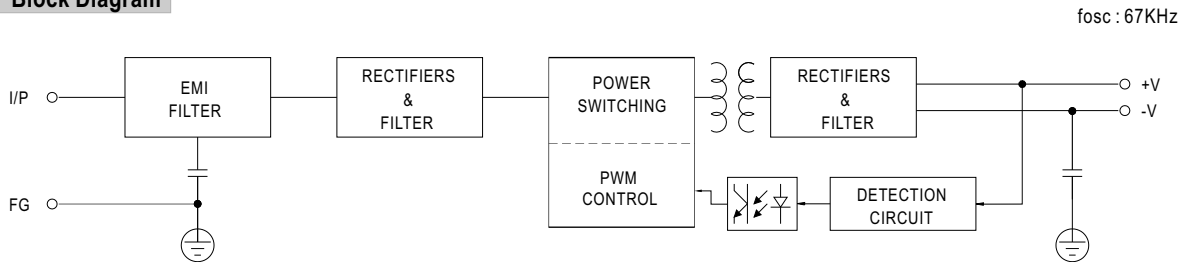 Block Diagram
fosc : 67KHz
I/P
EMI
FILTER
RECTIFIERS
&
FILTER
POWER
SWITCHING
PWM
CONTROL
RECTIFIERS
&
FILTER
+V
-V
DETECTION
CIRCUIT
FG